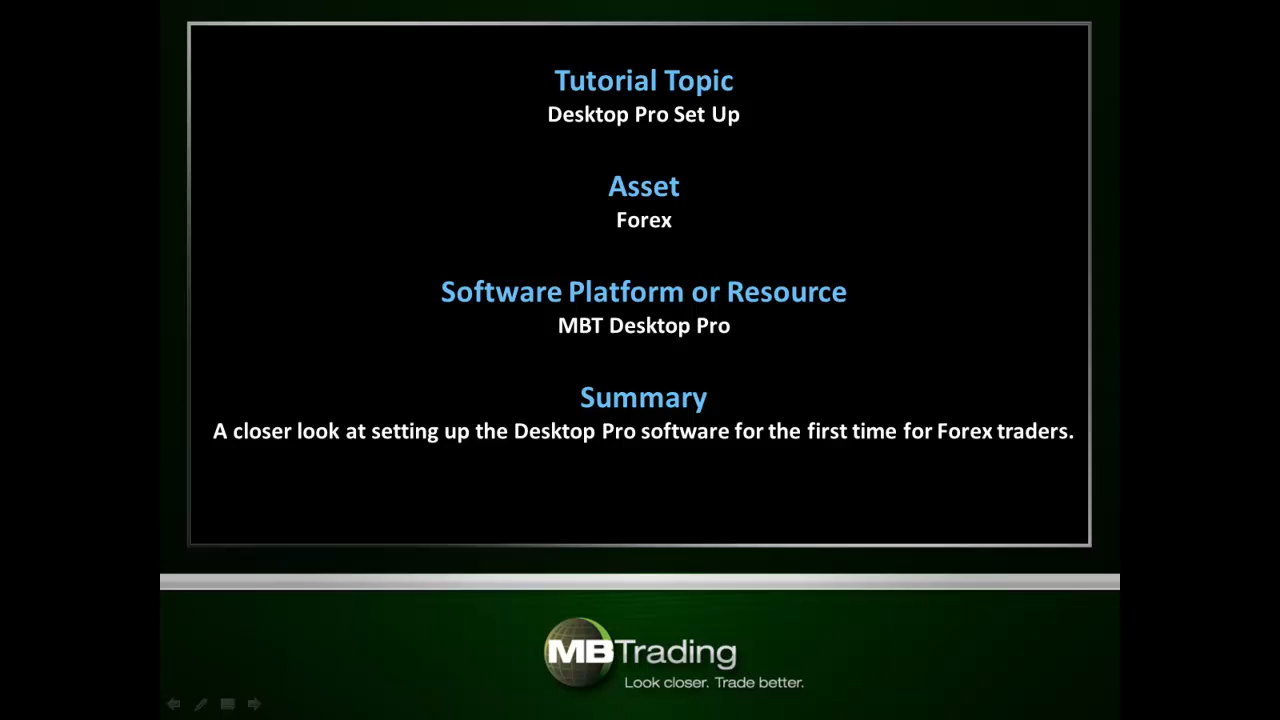 Tutorial Topic
Desktop Pro Set Up
Asset
Forex
Software Platform or Resource
MBT Desktop Pro
Summary
A closer look at setting up the Desktop Pro software for the first time for Forex traders.
MBTrading
Look closer. Trade better.